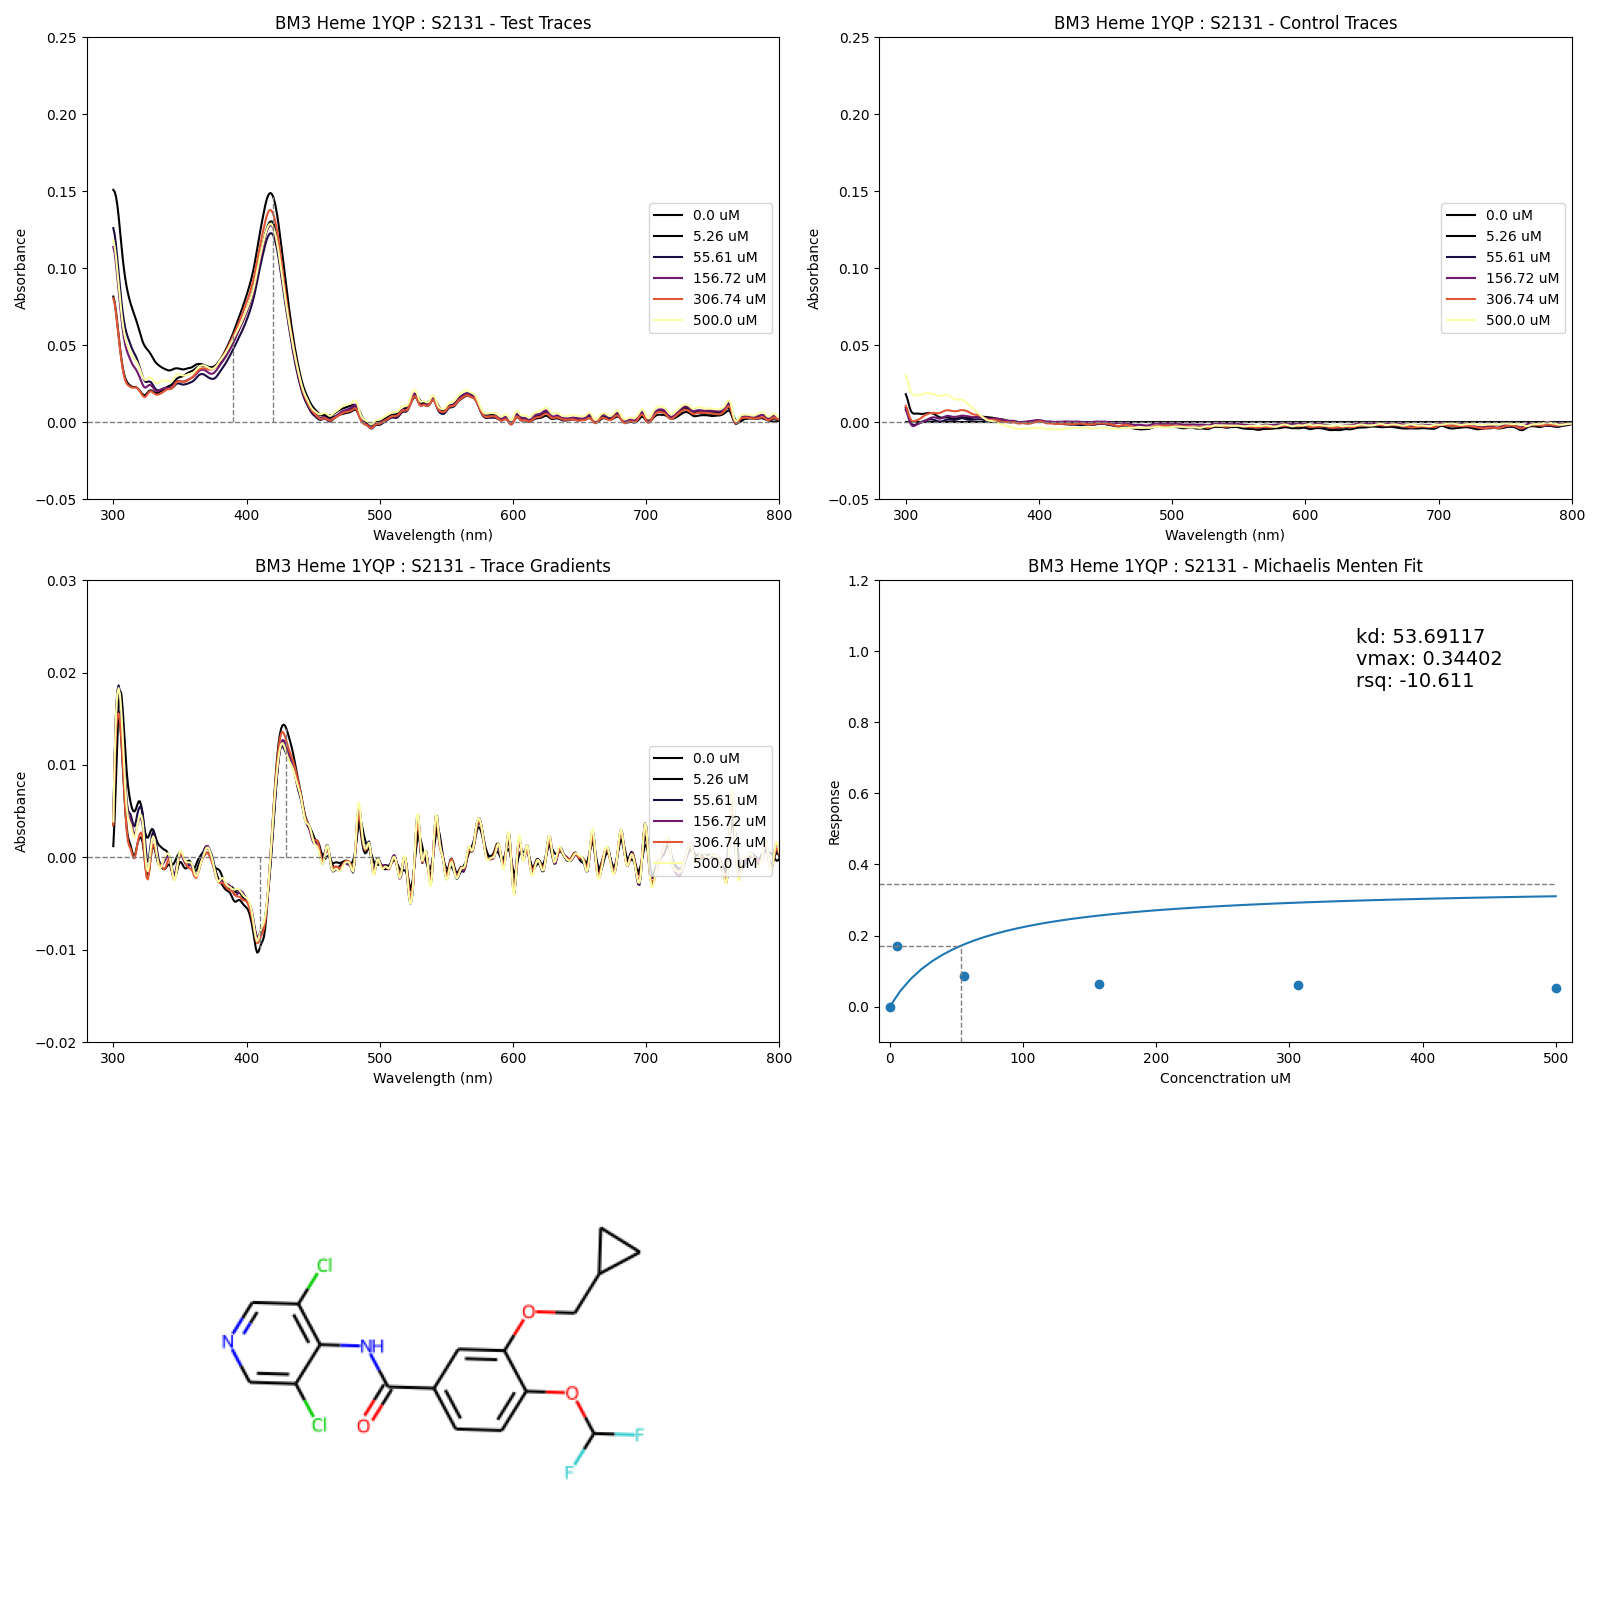 BM3 Heme 1YQP : S2131 - Test Traces
0.25
0.20
0.15
0.10
0.05
0.00
−0.05
Absorbance
300 400 500 600 700 800
Wavelength (nm)
0.0 uM
5.26 uM
55.61 uM
156.72 uM
306.74 uM
500.0 uM
BM3 Heme 1YQP : S2131 - Control Traces
0.25
0.20
0.15
0.10
0.05
0.00
−0.05
Absorbance
300 400 500 600 700 800
Wavelength (nm)
0.0 uM
5.26 uM
55.61 uM
156.72 uM
306.74 uM
500.0 uM
BM3 Heme 1YQP : S2131 - Trace Gradients
0.03
0.02
0.01
0.00
−0.01
−0.02
Absorbance
300 400 500 600 700 800
Wavelength (nm)
0.0 uM
5.26 uM
55.61 uM
156.72 uM
306.74 uM
500.0 uM
BM3 Heme 1YQP : S2131 - Michaelis Menten Fit
1.2
1.0
0.8
0.6
0.4
0.2
0.0
Response
0 100 200 300 400 500
Concenctration uM
kd: 53.69117
vmax: 0.34402
rsq: -10.611
Cl
O
N
NH
O
Cl
O
F
F